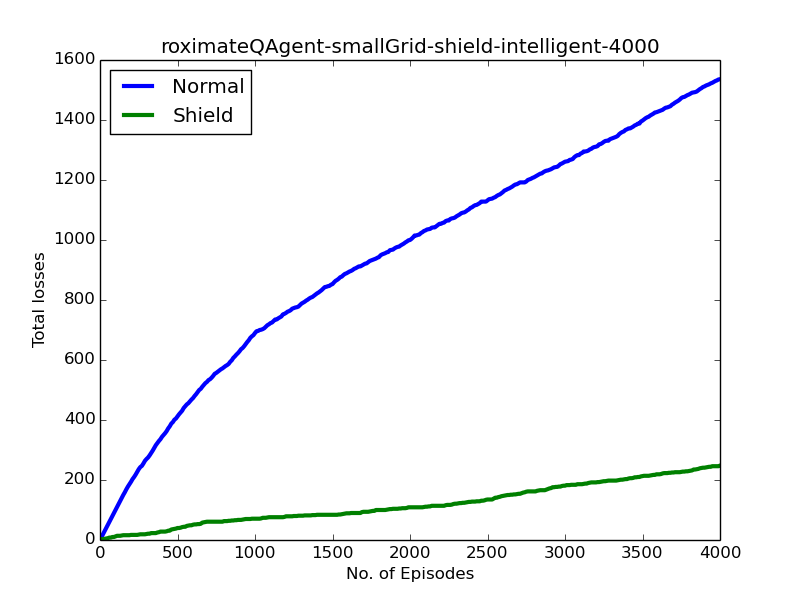 roximateQAgent-smallGrid-shield-intelligent-4000
Normal
Shield
Total losses
1600
1400
1200
1000
800
600
400
200
0
0 500 1000 1500 2000 2500 3000 3500 4000
No. of Episodes